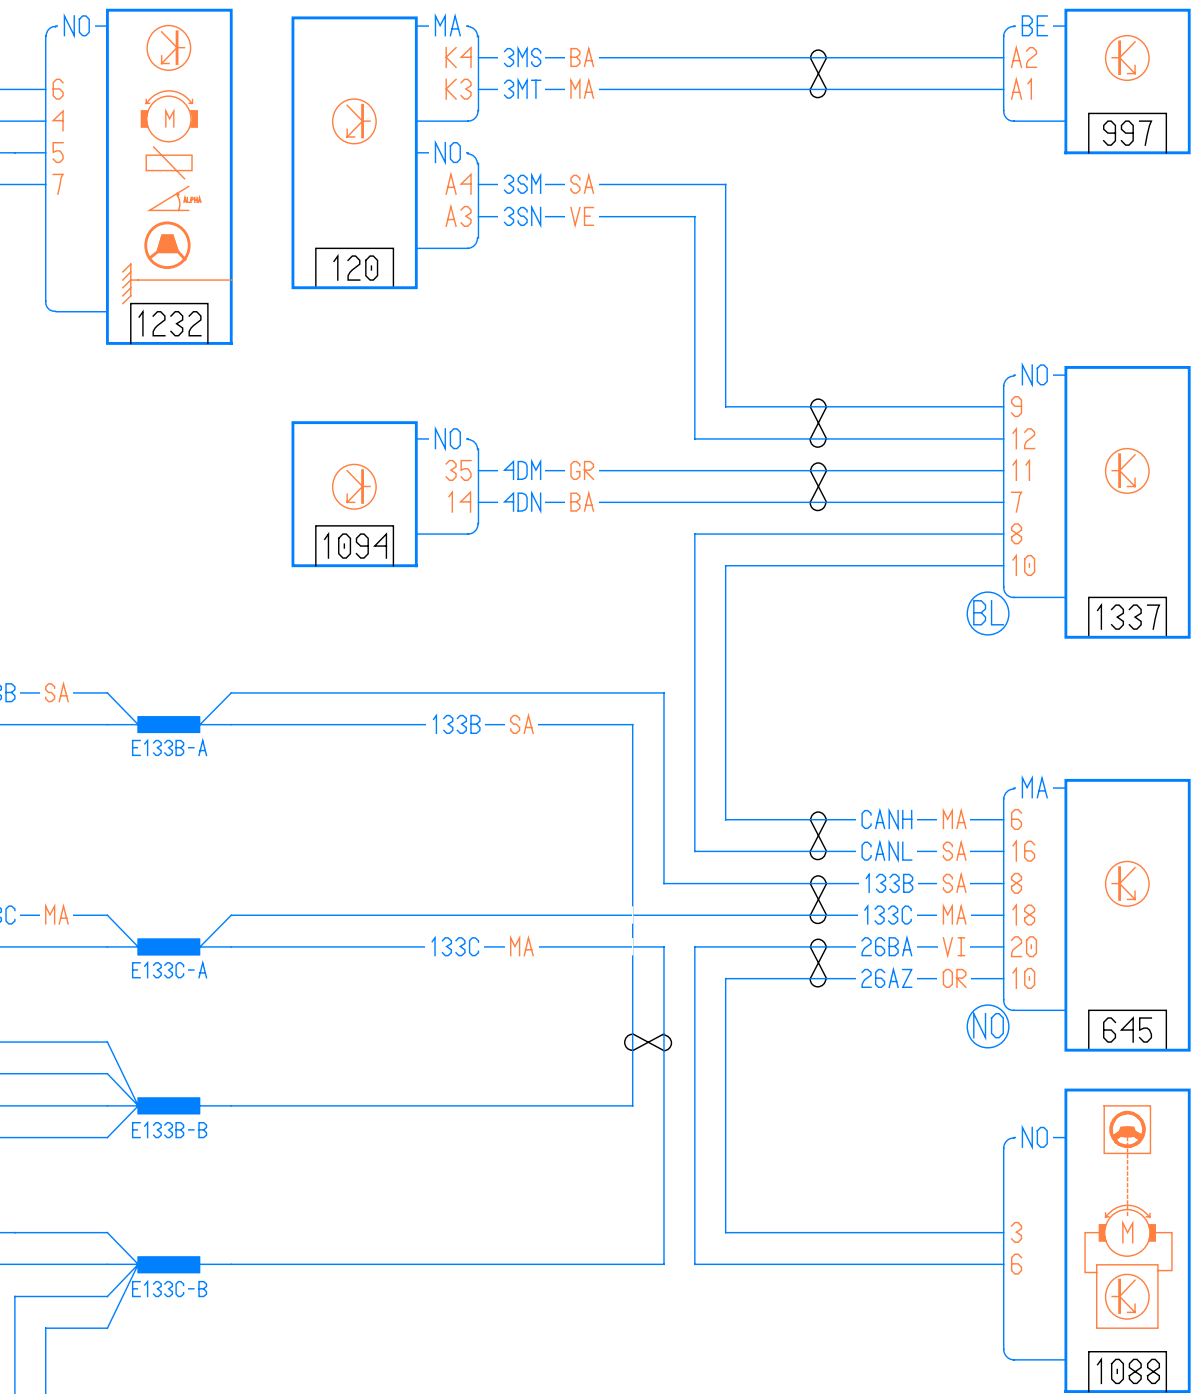 NO
6
4
5
7
M
ALPHA
1232
120
MA
K4 3MS BA
K3 3MT MA
NO
A4 3SM SA
A3 3SN VE
BE
A2
A1
997
1094
NO
35 4DM GR
14 4DN BA
NO
9
12
11
7
8
10
BL
1337
B SA
E133B-A
133B SA
C MA
E133C-A
133C MA
E133B-B
E133C-B
MA
CANH MA 6
CANL SA 16
133B SA 8
133C MA 18
26BA VI 20
26AZ OR 10
NO
645
NO
3
6
M
1088